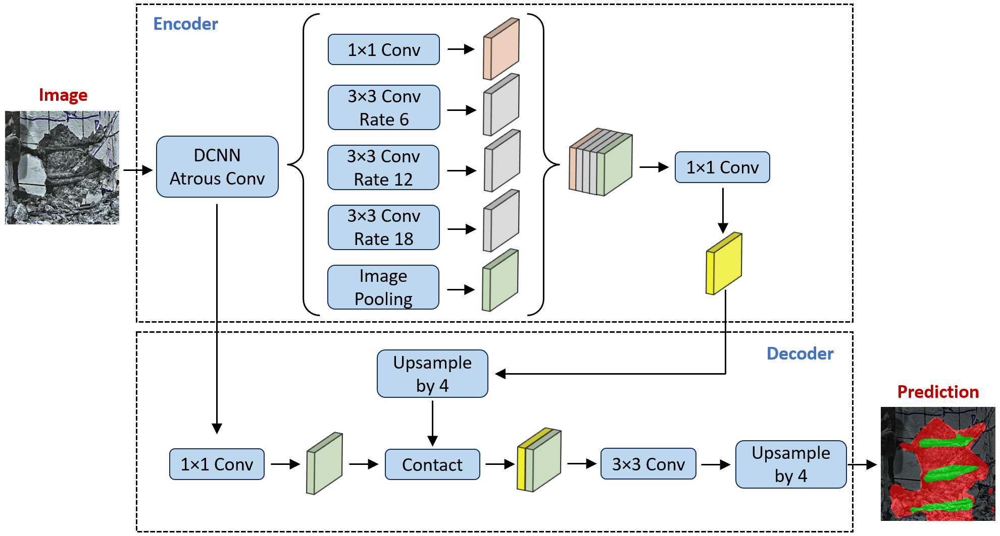 Encoder
Image
DCNN
Atrous Conv
1×1 Conv
3×3 Conv
Rate 6
3×3 Conv
Rate 12
3×3 Conv
Rate 18
Image
Pooling
1×1 Conv
Decoder
Upsample
by 4
1×1 Conv
Contact
3×3 Conv
Upsample
by 4
Prediction